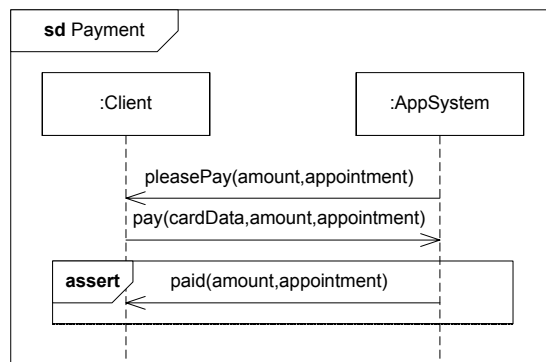 sd Payment
:Client
:AppSystem
pleasePay(amount,appointment)
pay(cardData,amount,appointment)
assert
paid(amount,appointment)